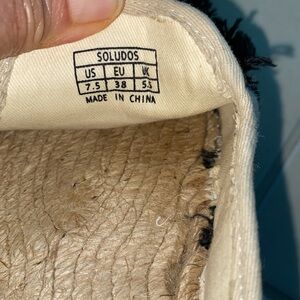 SOLUDOS
US EU UK
7.5 38 5.5
MADE IN CHINA